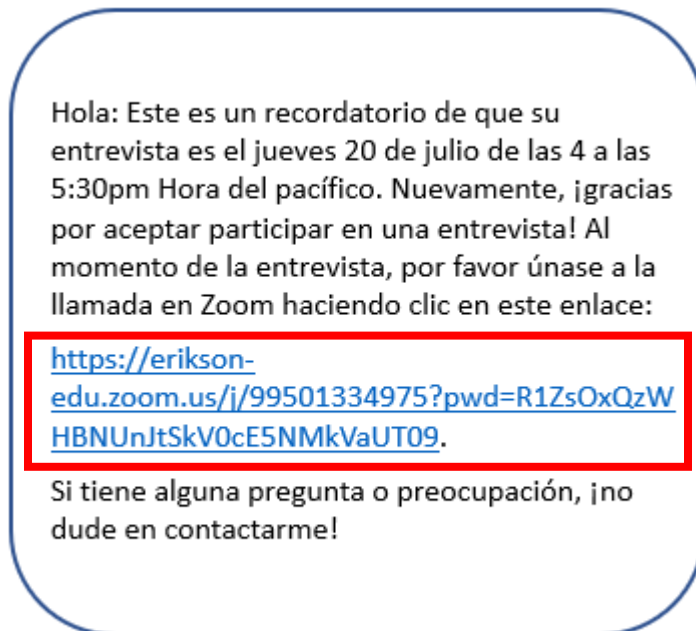 Hola: Este es un recordatorio de que su
entrevista es el jueves 20 de julio de las 4 a las
5:30pm Hora del pacífico. Nuevamente, ¡gracias
por aceptar participar en una entrevista! Al
momento de la entrevista, por favor únase a la
llamada en Zoom haciendo clic en este enlace:
https://erikson-
edu.zoom.us/j/99501334975?pwd=R1ZsOxQzW
HBNUnJtSkV0cE5NMkVaUT09.
Si tiene alguna pregunta o preocupación, ¡no
dude en contactarme!